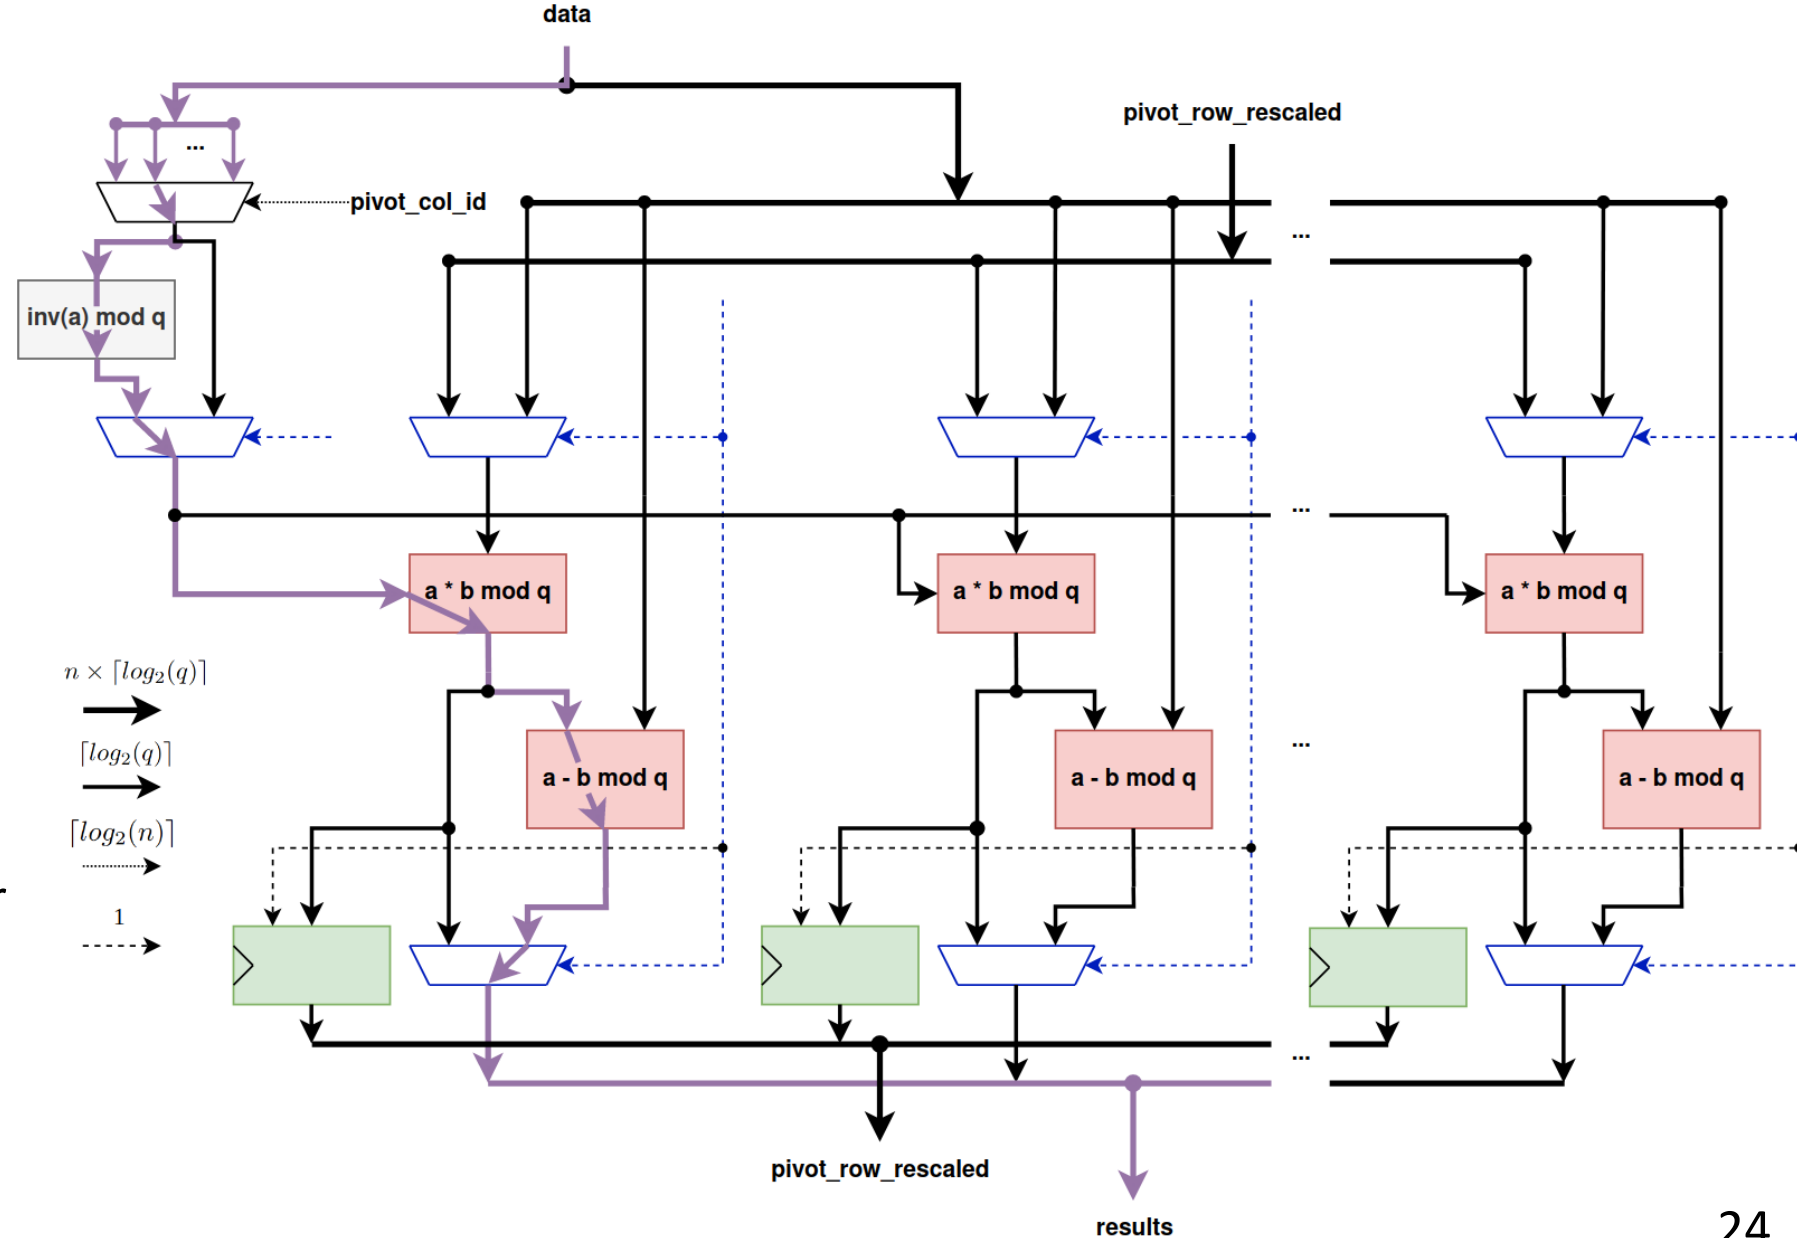 data
pivot_row_rescaled
...
pivot_col_id
...
inv(a) mod q
...
a * b mod q
a * b mod q
a * b mod q
n × ⌈log₂(q)⌉
⌈log₂(q)⌉
...
a - b mod q
a - b mod q
a - b mod q
⌈log₂(n)⌉
1
...
pivot_row_rescaled
results
24